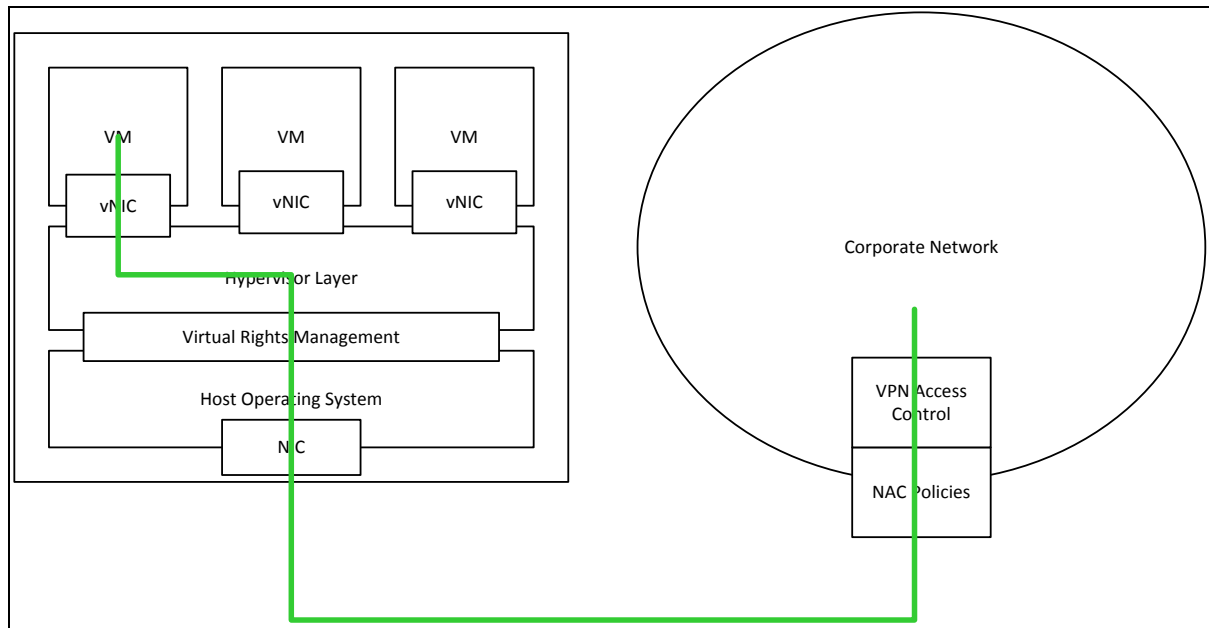 VM
VM
VM
vNIC
vNIC
vNIC
Hypervisor Layer
Virtual Rights Management
Host Operating System
NIC
Corporate Network
VPN Access
Control
NAC Policies